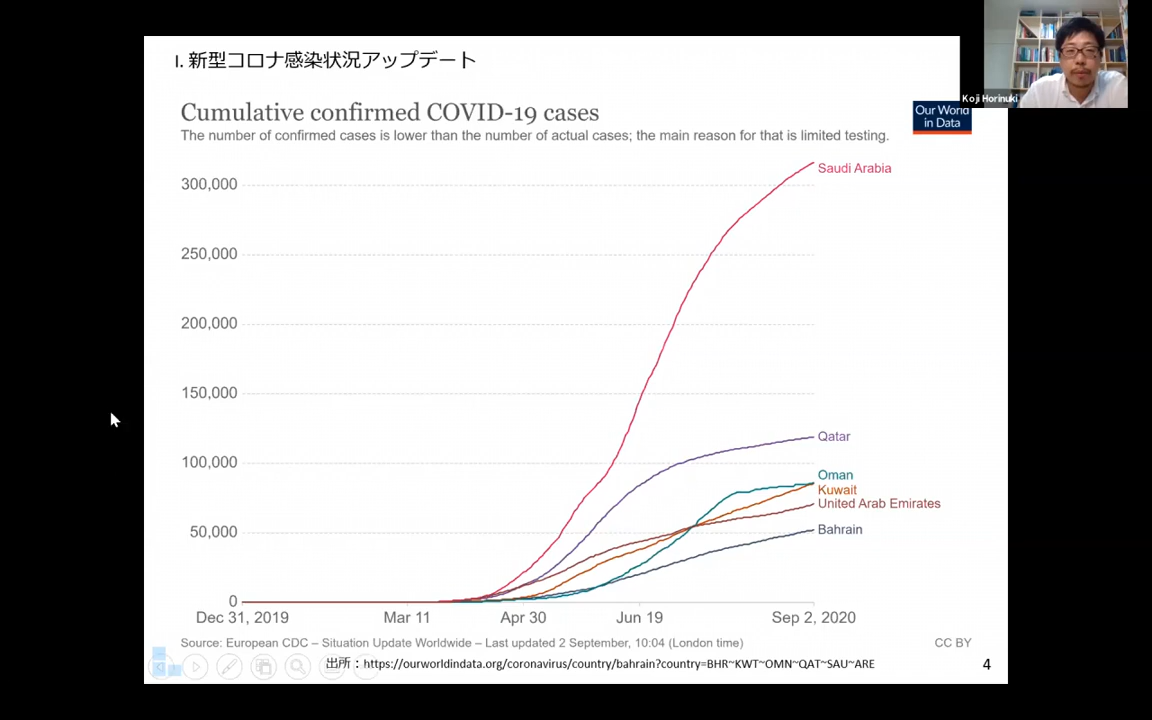 I. 新型コロナ感染状況アップデート
Koji Horinuki
Cumulative confirmed COVID-19 cases
The number of confirmed cases is lower than the number of actual cases; the main reason for that is limited testing.
Our World
in Data
Saudi Arabia
300,000
250,000
200,000
150,000
Qatar
100,000
Oman
Kuwait
United Arab Emirates
50,000
Bahrain
0
Dec 31, 2019
Mar 11
Apr 30
Jun 19
Sep 2, 2020
Source: European CDC – Situation Update Worldwide – Last updated 2 September, 10:04 (London time)
CC BY
出所：https://ourworldindata.org/coronavirus/country/bahrain?country=BHR~KWT~OMN~QAT~SAU~ARE
4